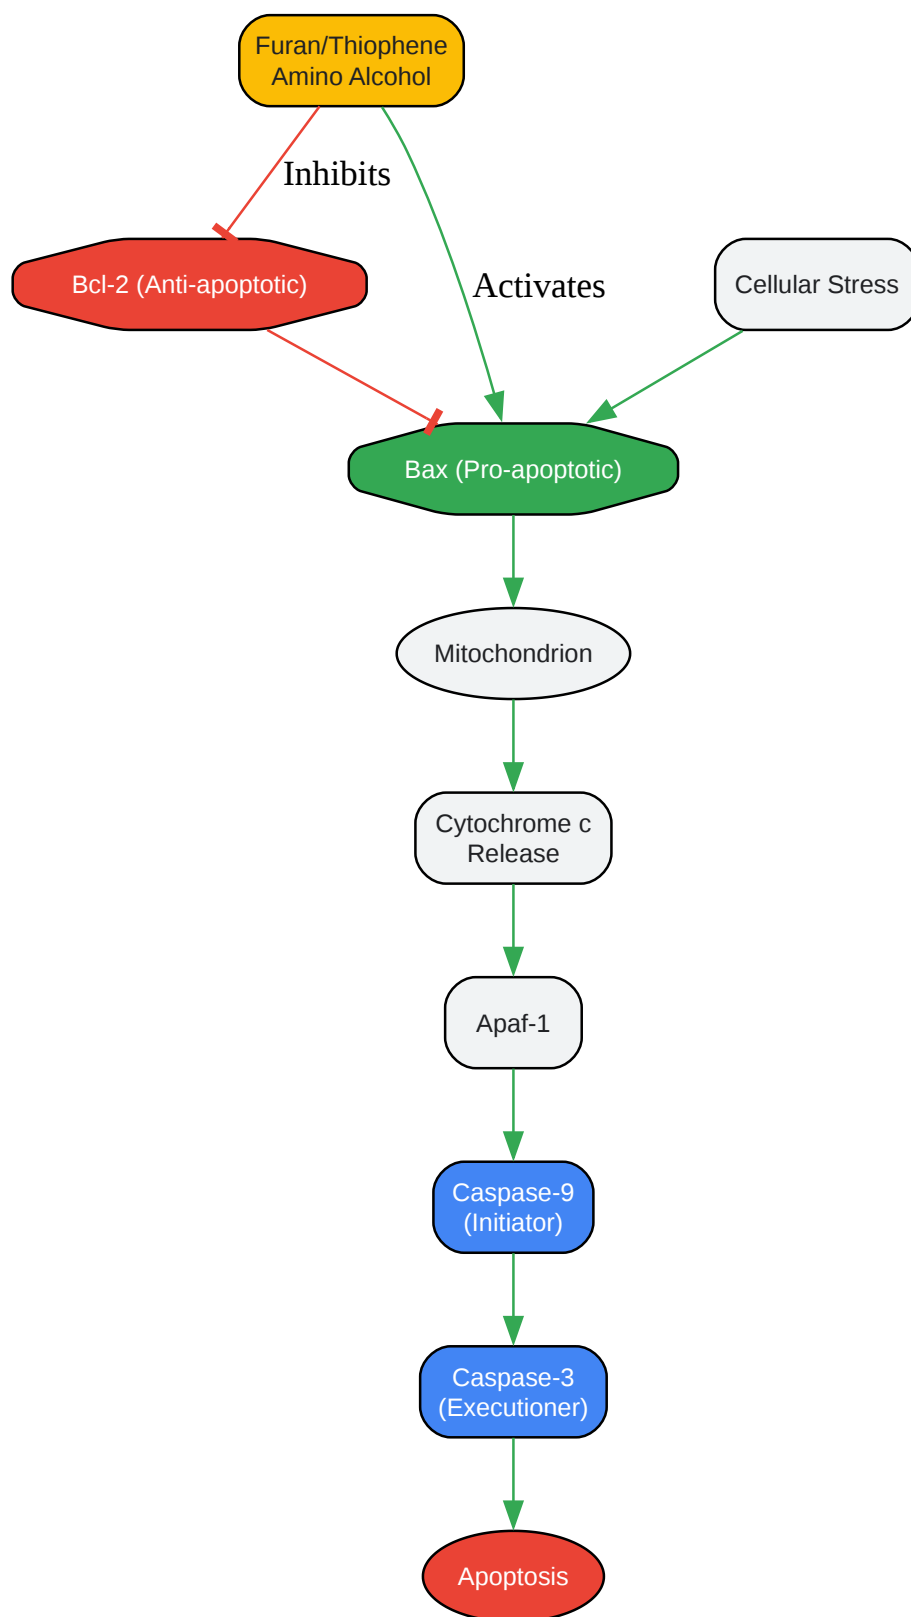 Furan/Thiophene
Amino Alcohol
Inhibits
Bcl-2 (Anti-apoptotic)
Activates
Cellular Stress
Bax (Pro-apoptotic)
Mitochondrion
Cytochrome c
Release
Apaf-1
Caspase-9
(Initiator)
Caspase-3
(Executioner)
Apoptosis